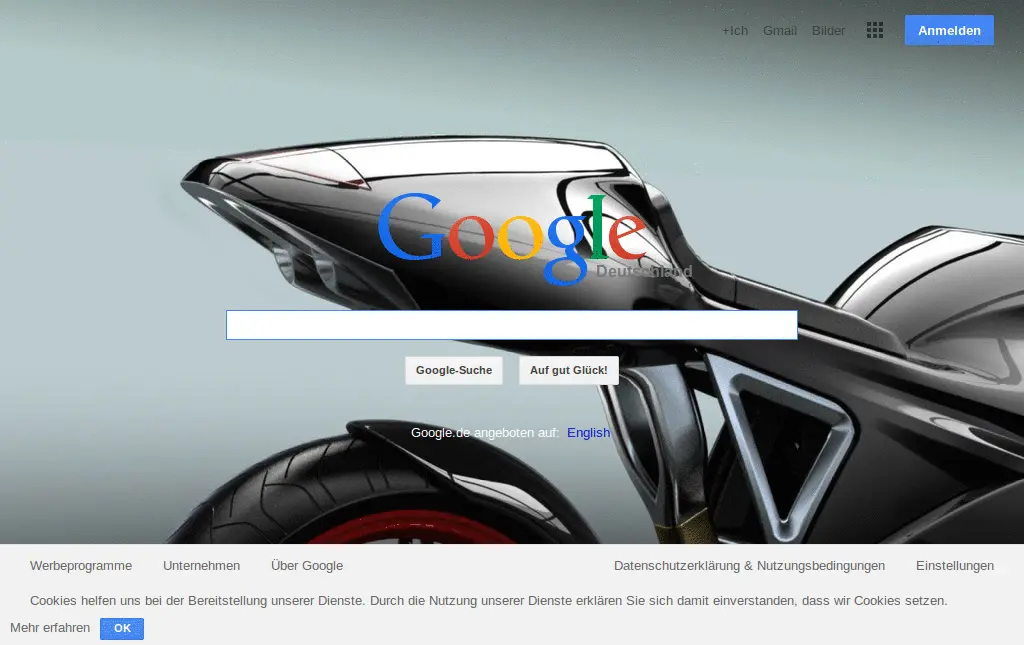 +Ich Gmail Bilder Anmelden
Google
Deutschland
Google-Suche Auf gut Glück!
Google.de angeboten auf: English
Werbeprogramme Unternehmen Über Google Datenschutzerklärung & Nutzungsbedingungen Einstellungen
Cookies helfen uns bei der Bereitstellung unserer Dienste. Durch die Nutzung unserer Dienste erklären Sie sich damit einverstanden, dass wir Cookies setzen.
Mehr erfahren OK